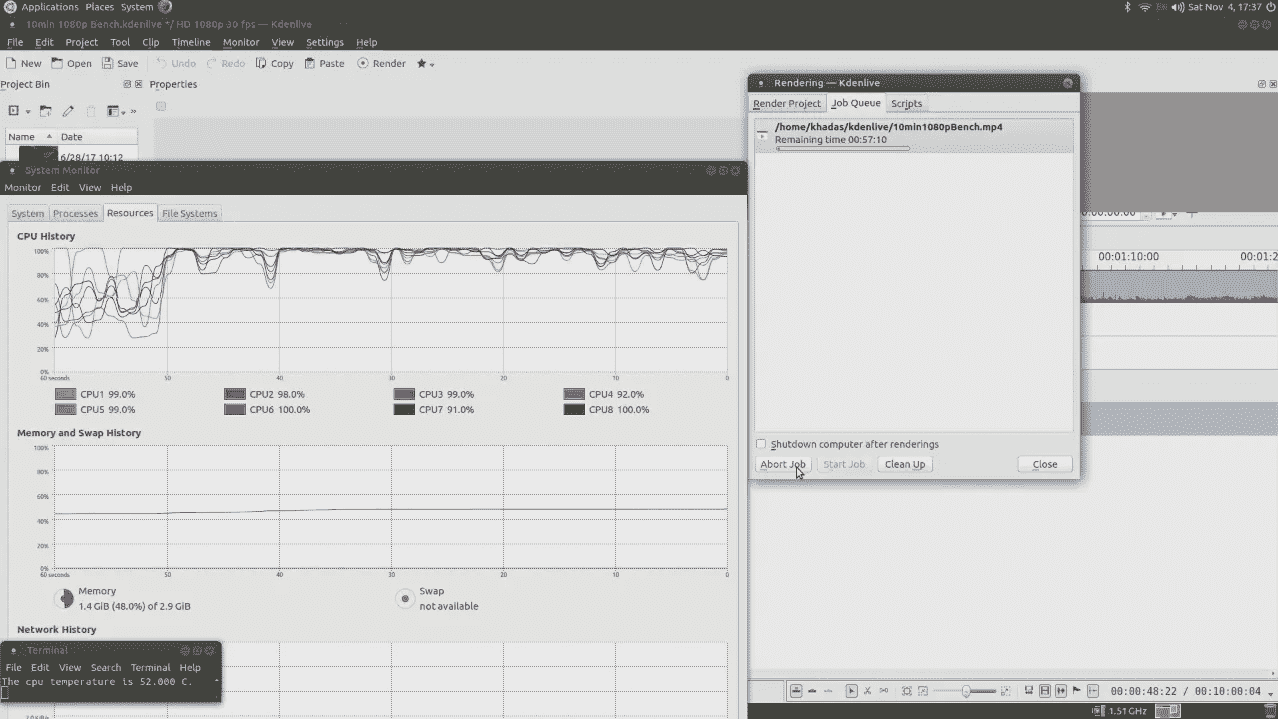 Applications Places System Sat Nov 4, 17:37
10min 1080p Bench.kdenlive */ HD 1080p 30 fps — Kdenlive
File Edit Project Tool Clip Timeline Monitor View Settings Help
New Open Save Undo Redo Copy Paste Render
Project Bin Properties
Name Date
6/28/17 10:12
System Monitor
Monitor Edit View Help
System Processes Resources File Systems
CPU History
100%
80%
60%
40%
20%
0%
60 seconds 50 40 30 20 10 0
CPU1 99.0% CPU2 98.0% CPU3 99.0% CPU4 92.0%
CPU5 99.0% CPU6 100.0% CPU7 91.0% CPU8 100.0%
Memory and Swap History
100%
80%
60%
40%
20%
0%
60 seconds 50 40 30 20 10 0
Memory Swap
1.4 GiB (48.0%) of 2.9 GiB not available
Network History
Terminal
File Edit View Search Terminal Help
The cpu temperature is 52.000 C.
Rendering — Kdenlive
Render Project Job Queue Scripts
/home/khadas/kdenlive/10min1080pBench.mp4
Remaining time 00:57:10
Shutdown computer after renderings
Abort Job Start Job Clean Up Close
00:01:10:00 00:01:2
00:00:48:22 / 00:10:00:04
1.51 GHz